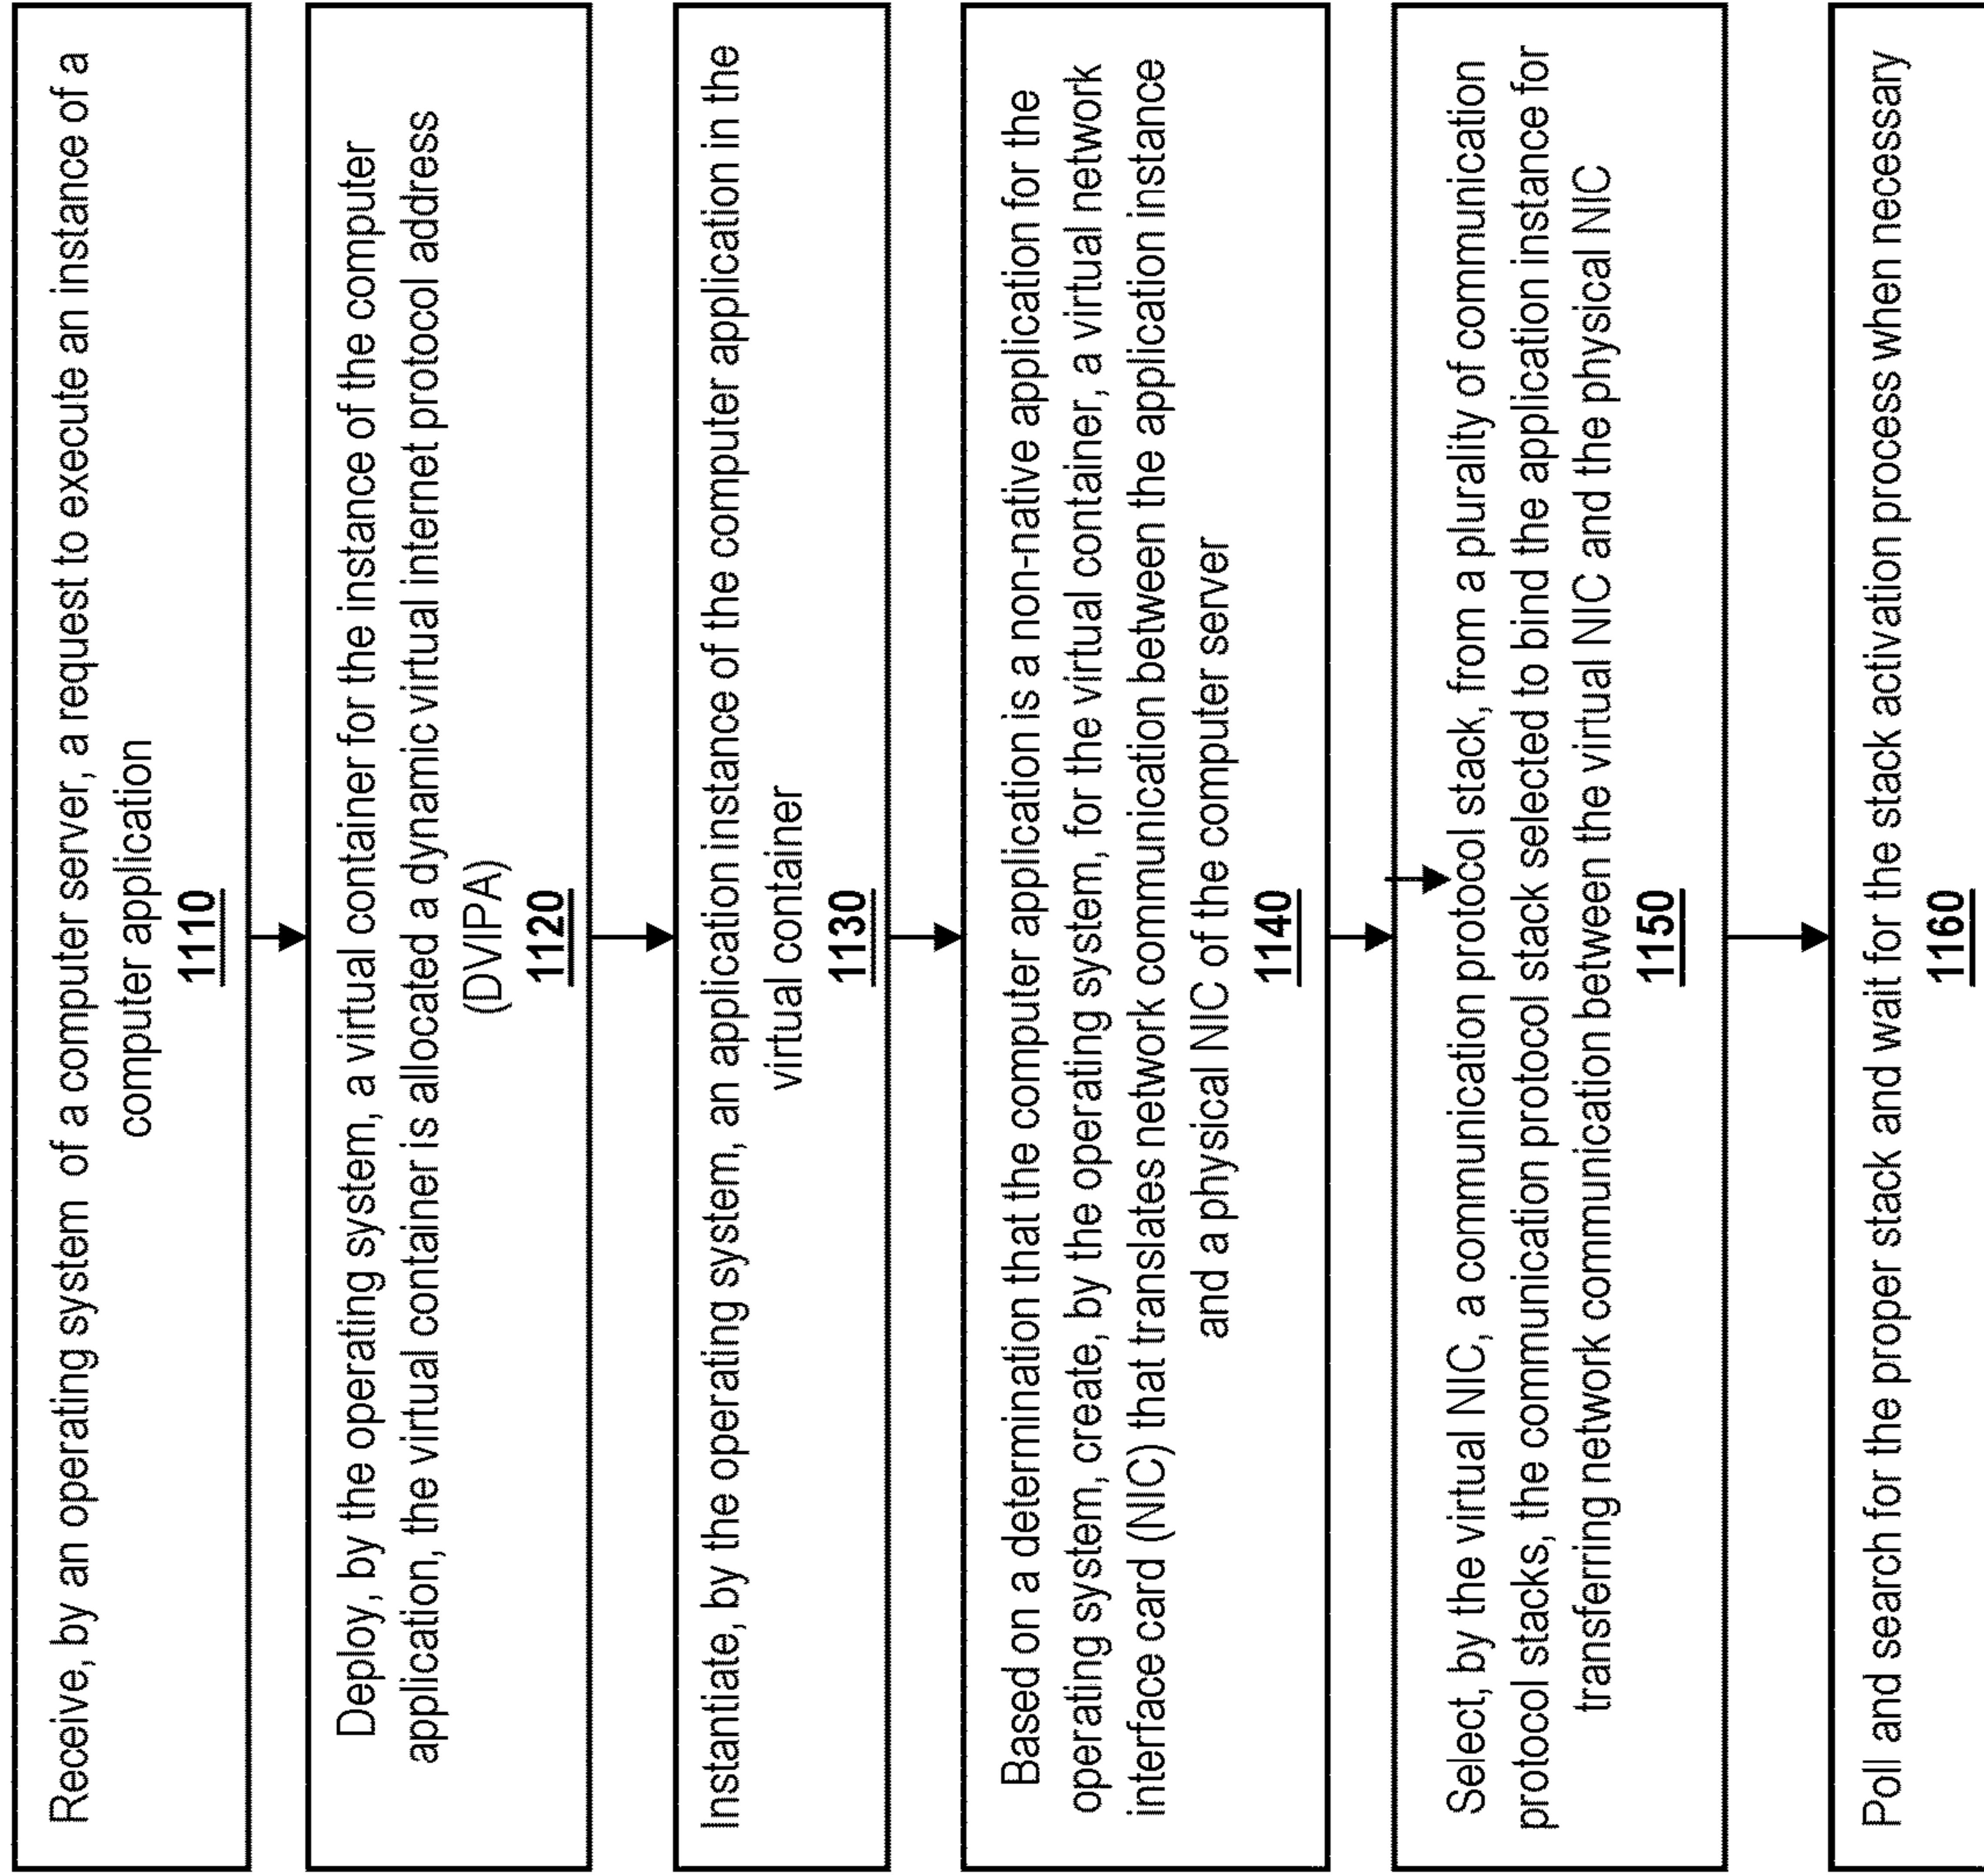 Receive, by an operating system of a computer server, a request to execute an instance of a
computer application
1110
Deploy, by the operating system, a virtual container for the instance of the computer
application, the virtual container is allocated a dynamic virtual internet protocol address
(DVIPA)
1120
Instantiate, by the operating system, an application instance of the computer application in the
virtual container
1130
Based on a determination that the computer application is a non-native application for the
operating system, create, by the operating system, for the virtual container, a virtual network
interface card (NIC) that translates network communication between the application instance
and a physical NIC of the computer server
1140
Select, by the virtual NIC, a communication protocol stack, from a plurality of communication
protocol stacks, the communication protocol stack selected to bind the application instance for
transferring network communication between the virtual NIC and the physical NIC
1150
Poll and search for the proper stack and wait for the stack activation process when necessary
1160